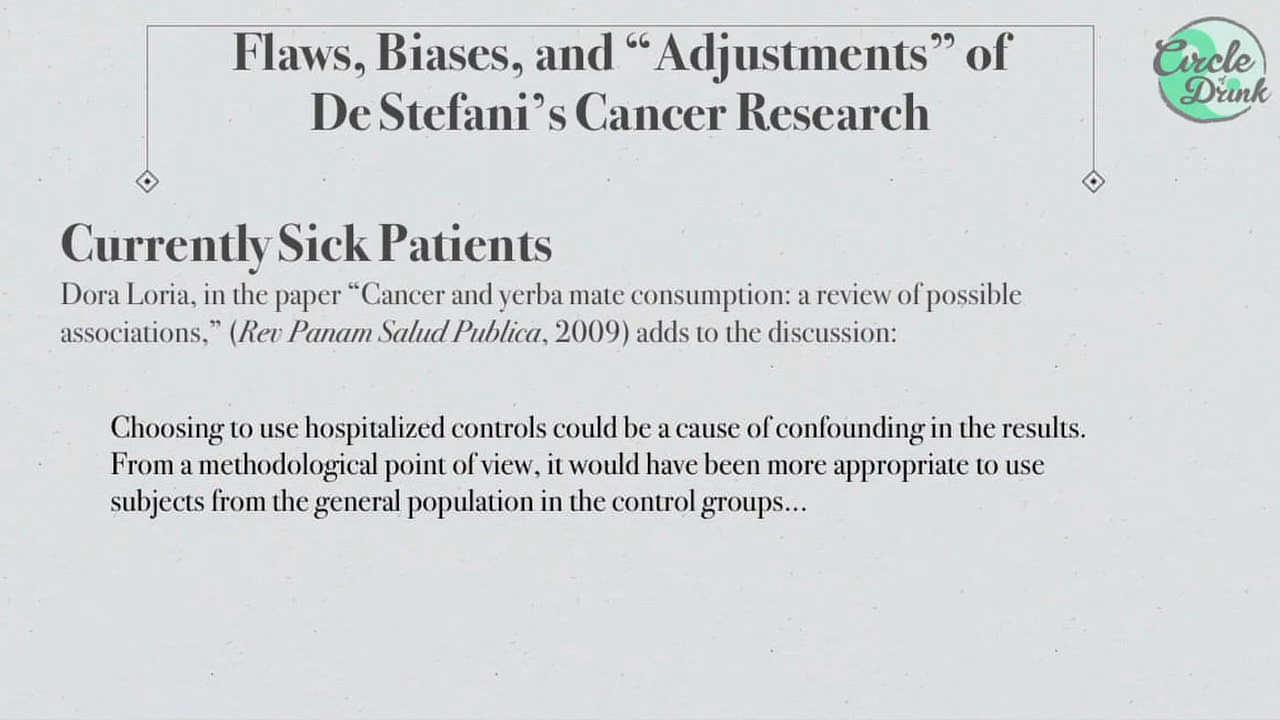 Flaws, Biases, and “Adjustments” of
De Stefani’s Cancer Research
Circle
of
Drink
Currently Sick Patients
Dora Loria, in the paper “Cancer and yerba mate consumption: a review of possible
associations,” (Rev Panam Salud Publica, 2009) adds to the discussion:
Choosing to use hospitalized controls could be a cause of confounding in the results.
From a methodological point of view, it would have been more appropriate to use
subjects from the general population in the control groups...